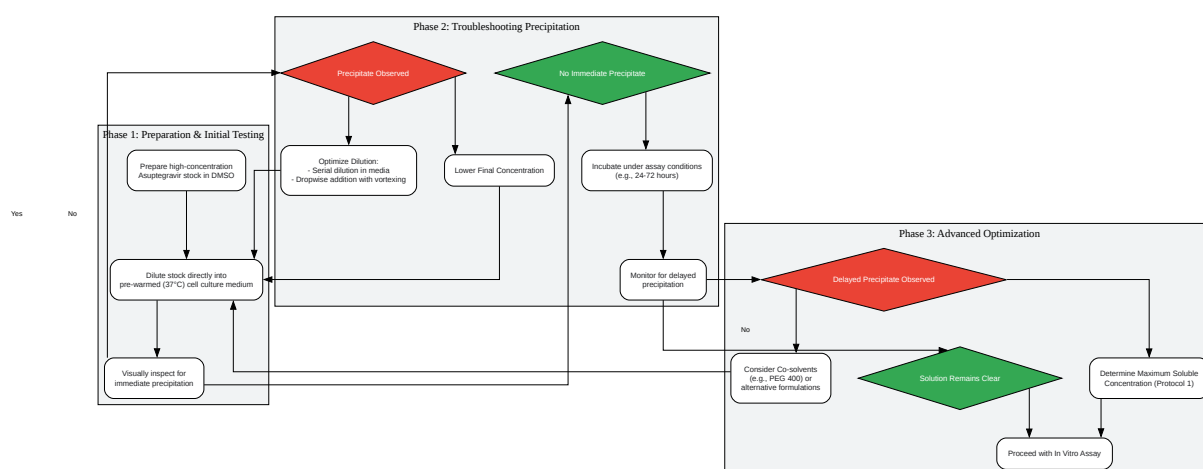 Phase 2: Troubleshooting Precipitation
Precipitate Observed
No Immediate Precipitate
Phase 1: Preparation & Initial Testing
Prepare high-concentration
Asuptegravir stock in DMSO
Optimize Dilution:
- Serial dilution in media
- Dropwise addition with vortexing
Lower Final Concentration
Incubate under assay conditions
(e.g., 24-72 hours)
Yes
No
Phase 3: Advanced Optimization
Dilute stock directly into
pre-warmed (37°C) cell culture medium
Monitor for delayed
precipitation
Delayed Precipitate Observed
No
Visually inspect for
immediate precipitation
Consider Co-solvents
(e.g., PEG 400) or
alternative formulations
Solution Remains Clear
Determine Maximum Soluble
Concentration (Protocol 1)
Proceed with In Vitro Assay